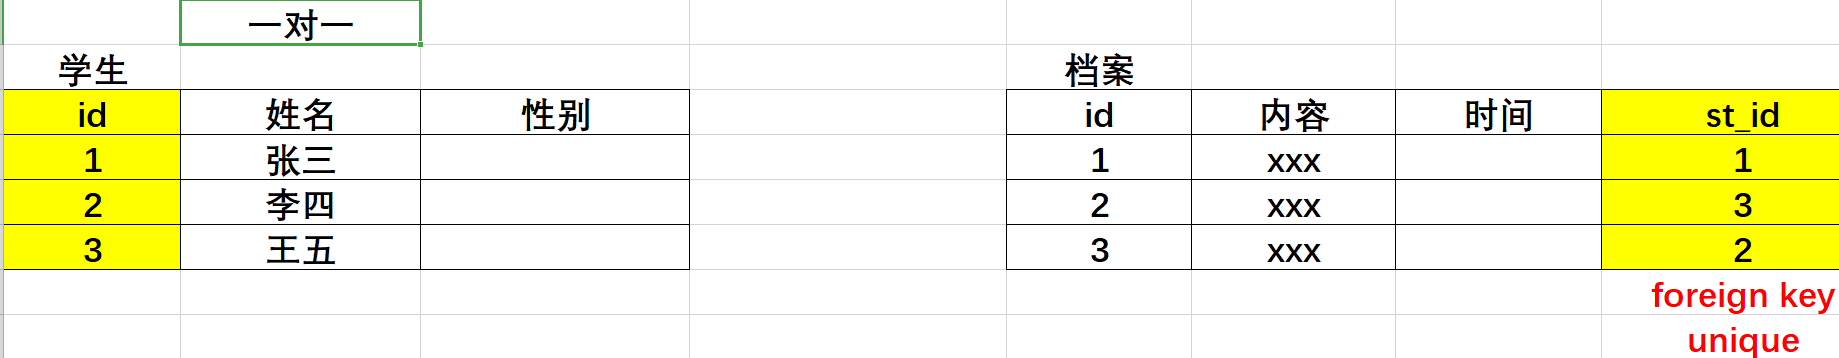 一对一
学生 档案
id 姓名 性别 id 内容 时间 st_id
1 张三 1 xxx 1
2 李四 2 xxx 3
3 王五 3 xxx 2
foreign key
unique